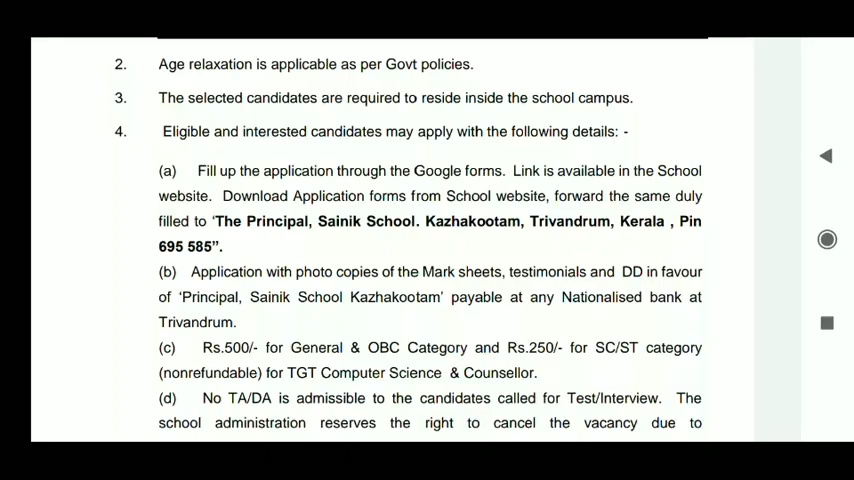 2. Age relaxation is applicable as per Govt policies.
3. The selected candidates are required to reside inside the school campus.
4. Eligible and interested candidates may apply with the following details: -
(a) Fill up the application through the Google forms. Link is available in the School
website. Download Application forms from School website, forward the same duly
filled to ‘The Principal, Sainik School. Kazhakootam, Trivandrum, Kerala , Pin
695 585”.
(b) Application with photo copies of the Mark sheets, testimonials and DD in favour
of ‘Principal, Sainik School Kazhakootam’ payable at any Nationalised bank at
Trivandrum.
(c) Rs.500/- for General & OBC Category and Rs.250/- for SC/ST category
(nonrefundable) for TGT Computer Science & Counsellor.
(d) No TA/DA is admissible to the candidates called for Test/Interview. The
school administration reserves the right to cancel the vacancy due to